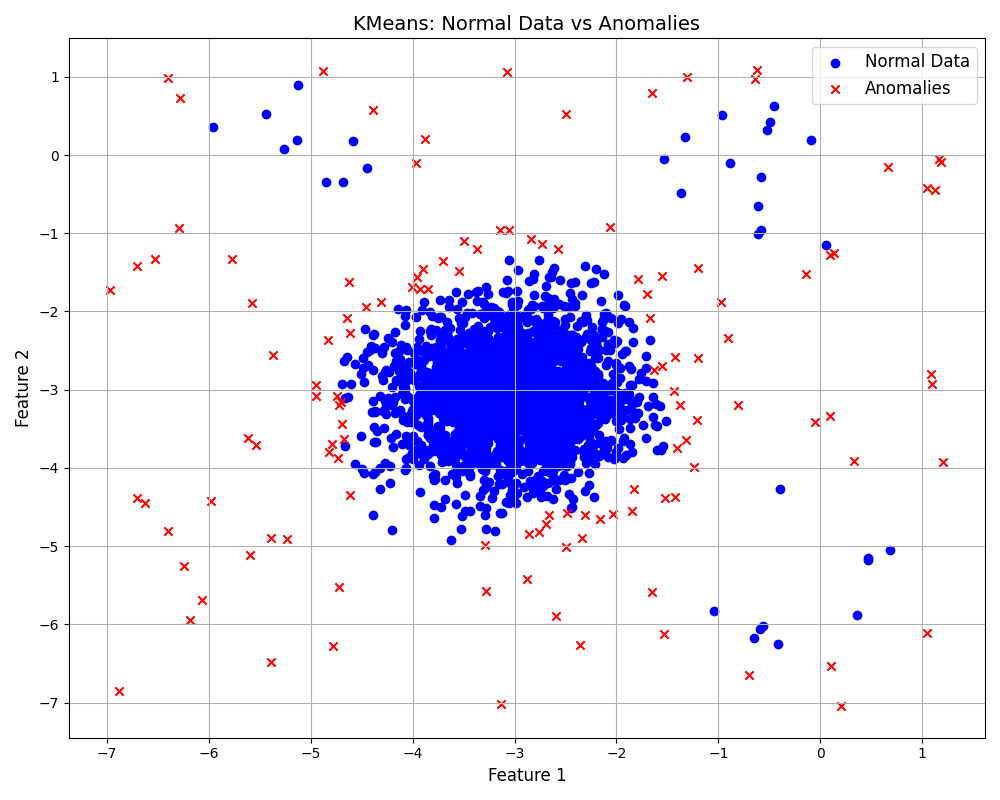 KMeans: Normal Data vs Anomalies
Normal Data
Anomalies
Feature 2
1
0
−1
−2
−3
−4
−5
−6
−7
−7 −6 −5 −4 −3 −2 −1 0 1
Feature 1